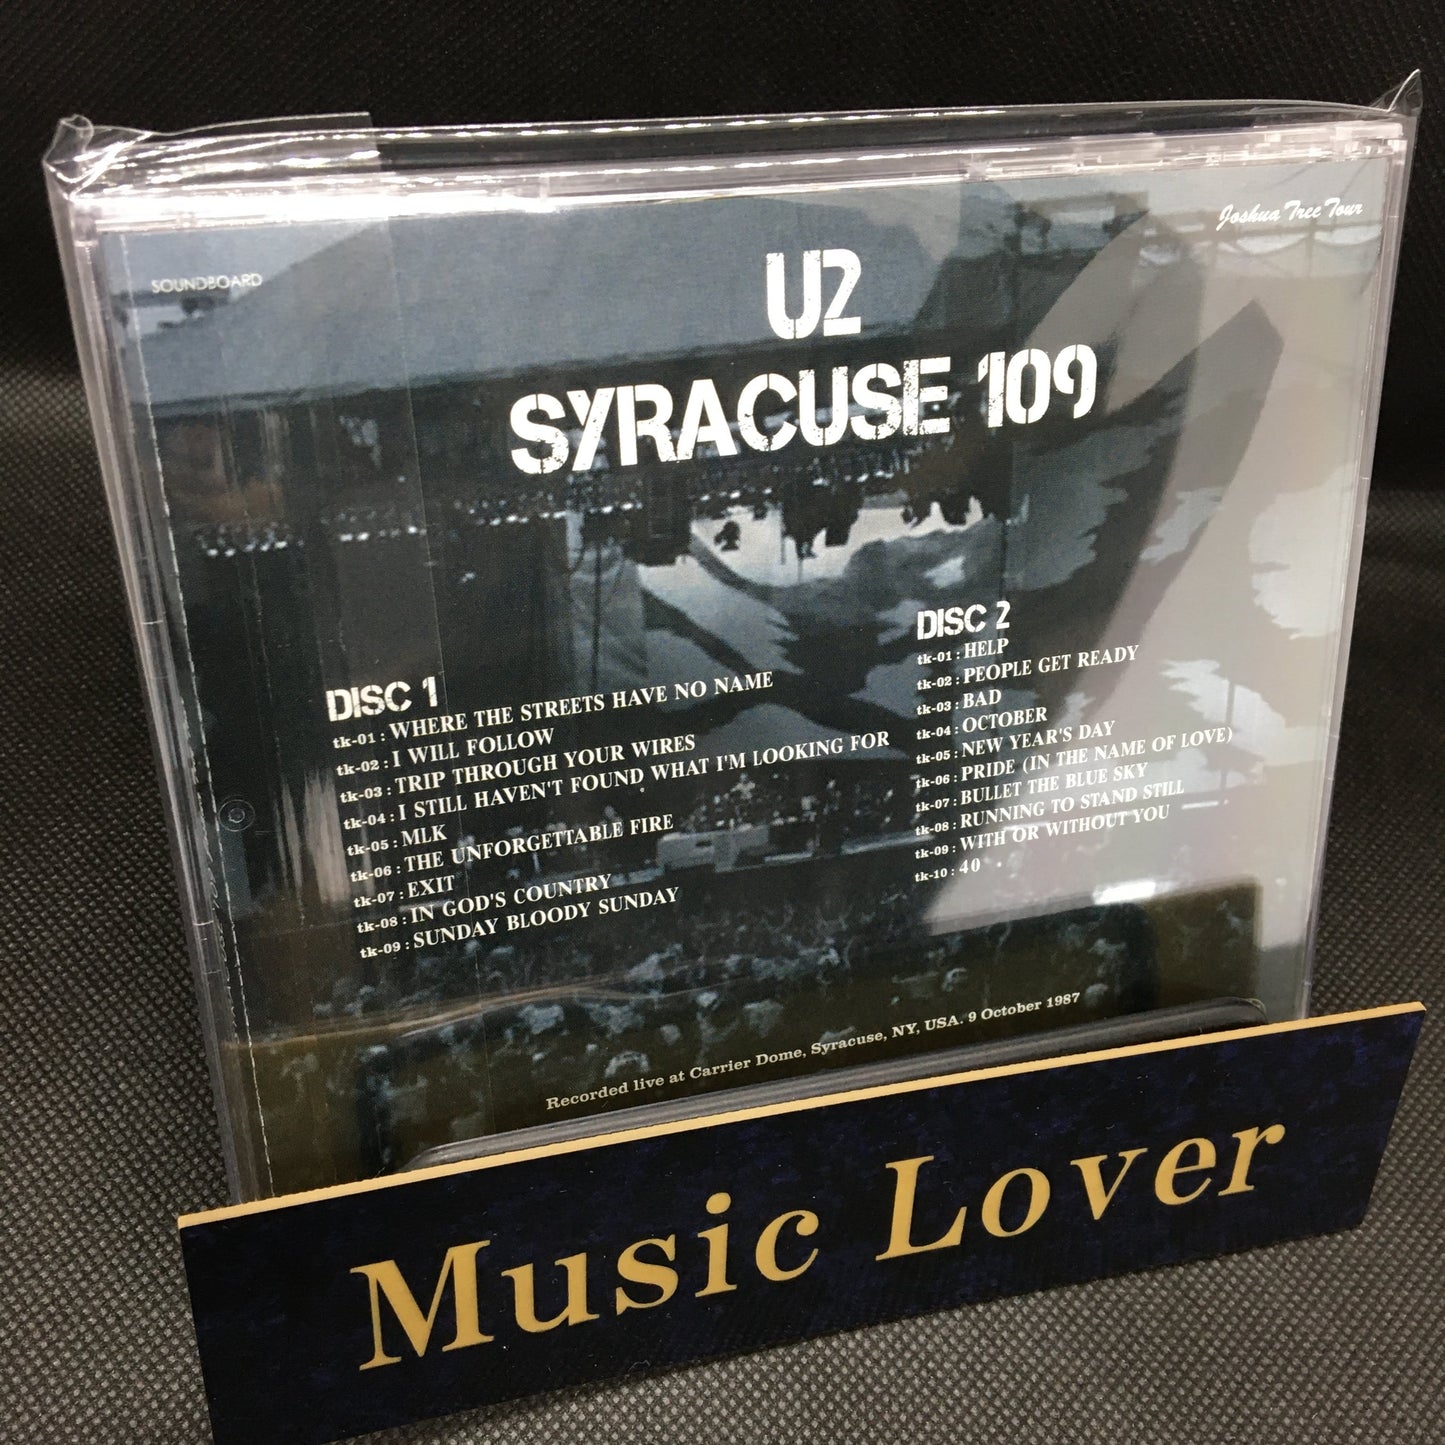 SOUNDBOARD
Joshua Tree Tour
U2
SYRACUSE 109
DISC 1
tk-01 : WHERE THE STREETS HAVE NO NAME
tk-02 : I WILL FOLLOW
tk-03 : TRIP THROUGH YOUR WIRES
tk-04 : I STILL HAVEN'T FOUND WHAT I'M LOOKING FOR
tk-05 : MLK
tk-06 : THE UNFORGETTABLE FIRE
tk-07 : EXIT
tk-08 : IN GOD'S COUNTRY
tk-09 : SUNDAY BLOODY SUNDAY
DISC 2
tk-01 : HELP
tk-02 : PEOPLE GET READY
tk-03 : BAD
tk-04 : OCTOBER
tk-05 : NEW YEAR'S DAY
tk-06 : PRIDE (IN THE NAME OF LOVE)
tk-07 : BULLET THE BLUE SKY
tk-08 : RUNNING TO STAND STILL
tk-09 : WITH OR WITHOUT YOU
tk-10 : 40
Recorded live at Carrier Dome, Syracuse, NY, USA. 9 October 1987
Music Lover